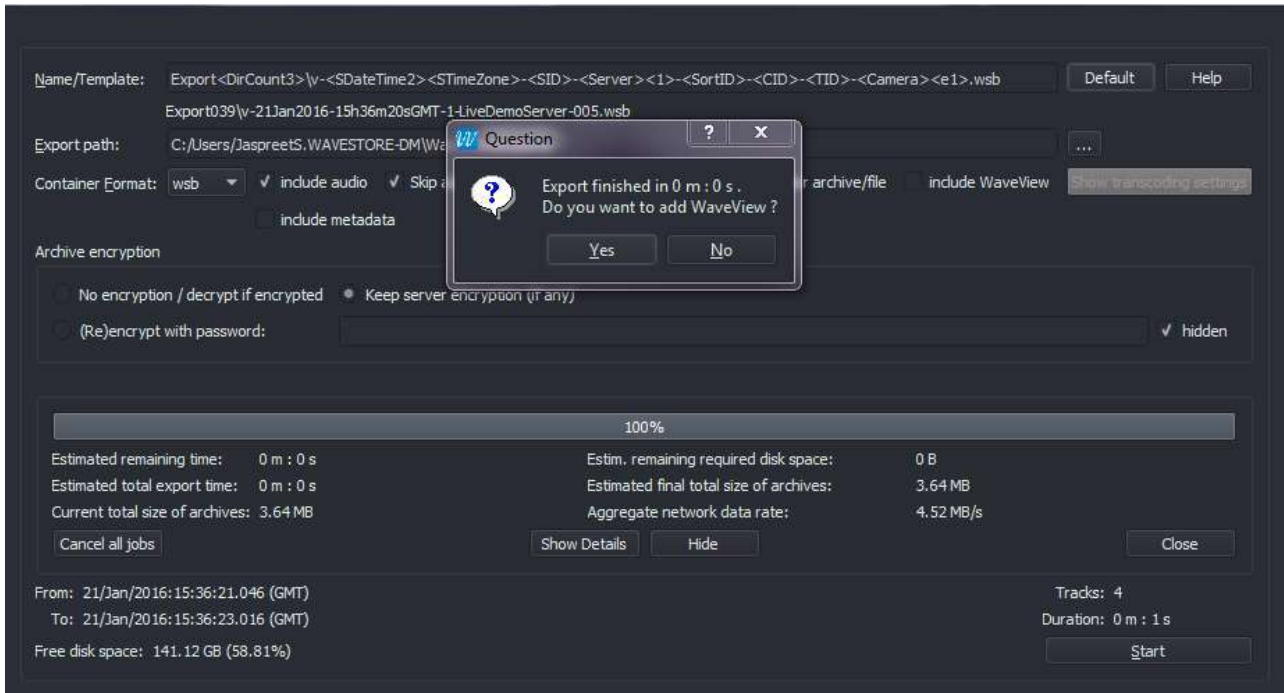 Name/Template: Export<DirCount3>\v-<SDateTime2><STimeZone>-<SID>-<Server><1>-<SortID>-<CID>-<TID>-<Camera><e1>.wsb Default Help
Export039\v-21Jan2016-15h36m20sGMT-1-LiveDemoServer-005.wsb
Question ? X
Export path: C:/Users/JaspreetS.WAVESTORE-DM\Wa ...
Export finished in 0 m : 0 s .
Container Format: wsb include audio Skip archive/file include WaveView Show transcoding settings
Do you want to add WaveView ?
include metadata
Yes No
Archive encryption
No encryption / decrypt if encrypted Keep server encryption (if any)
(Re)encrypt with password: hidden
100%
Estimated remaining time: 0 m : 0 s Estim. remaining required disk space: 0 B
Estimated total export time: 0 m : 0 s Estimated final total size of archives: 3.64 MB
Current total size of archives: 3.64 MB Aggregate network data rate: 4.52 MB/s
Cancel all jobs Show Details Hide Close
From: 21/Jan/2016:15:36:21.046 (GMT) Tracks: 4
To: 21/Jan/2016:15:36:23.016 (GMT) Duration: 0 m : 1 s
Free disk space: 141.12 GB (58.81%) Start